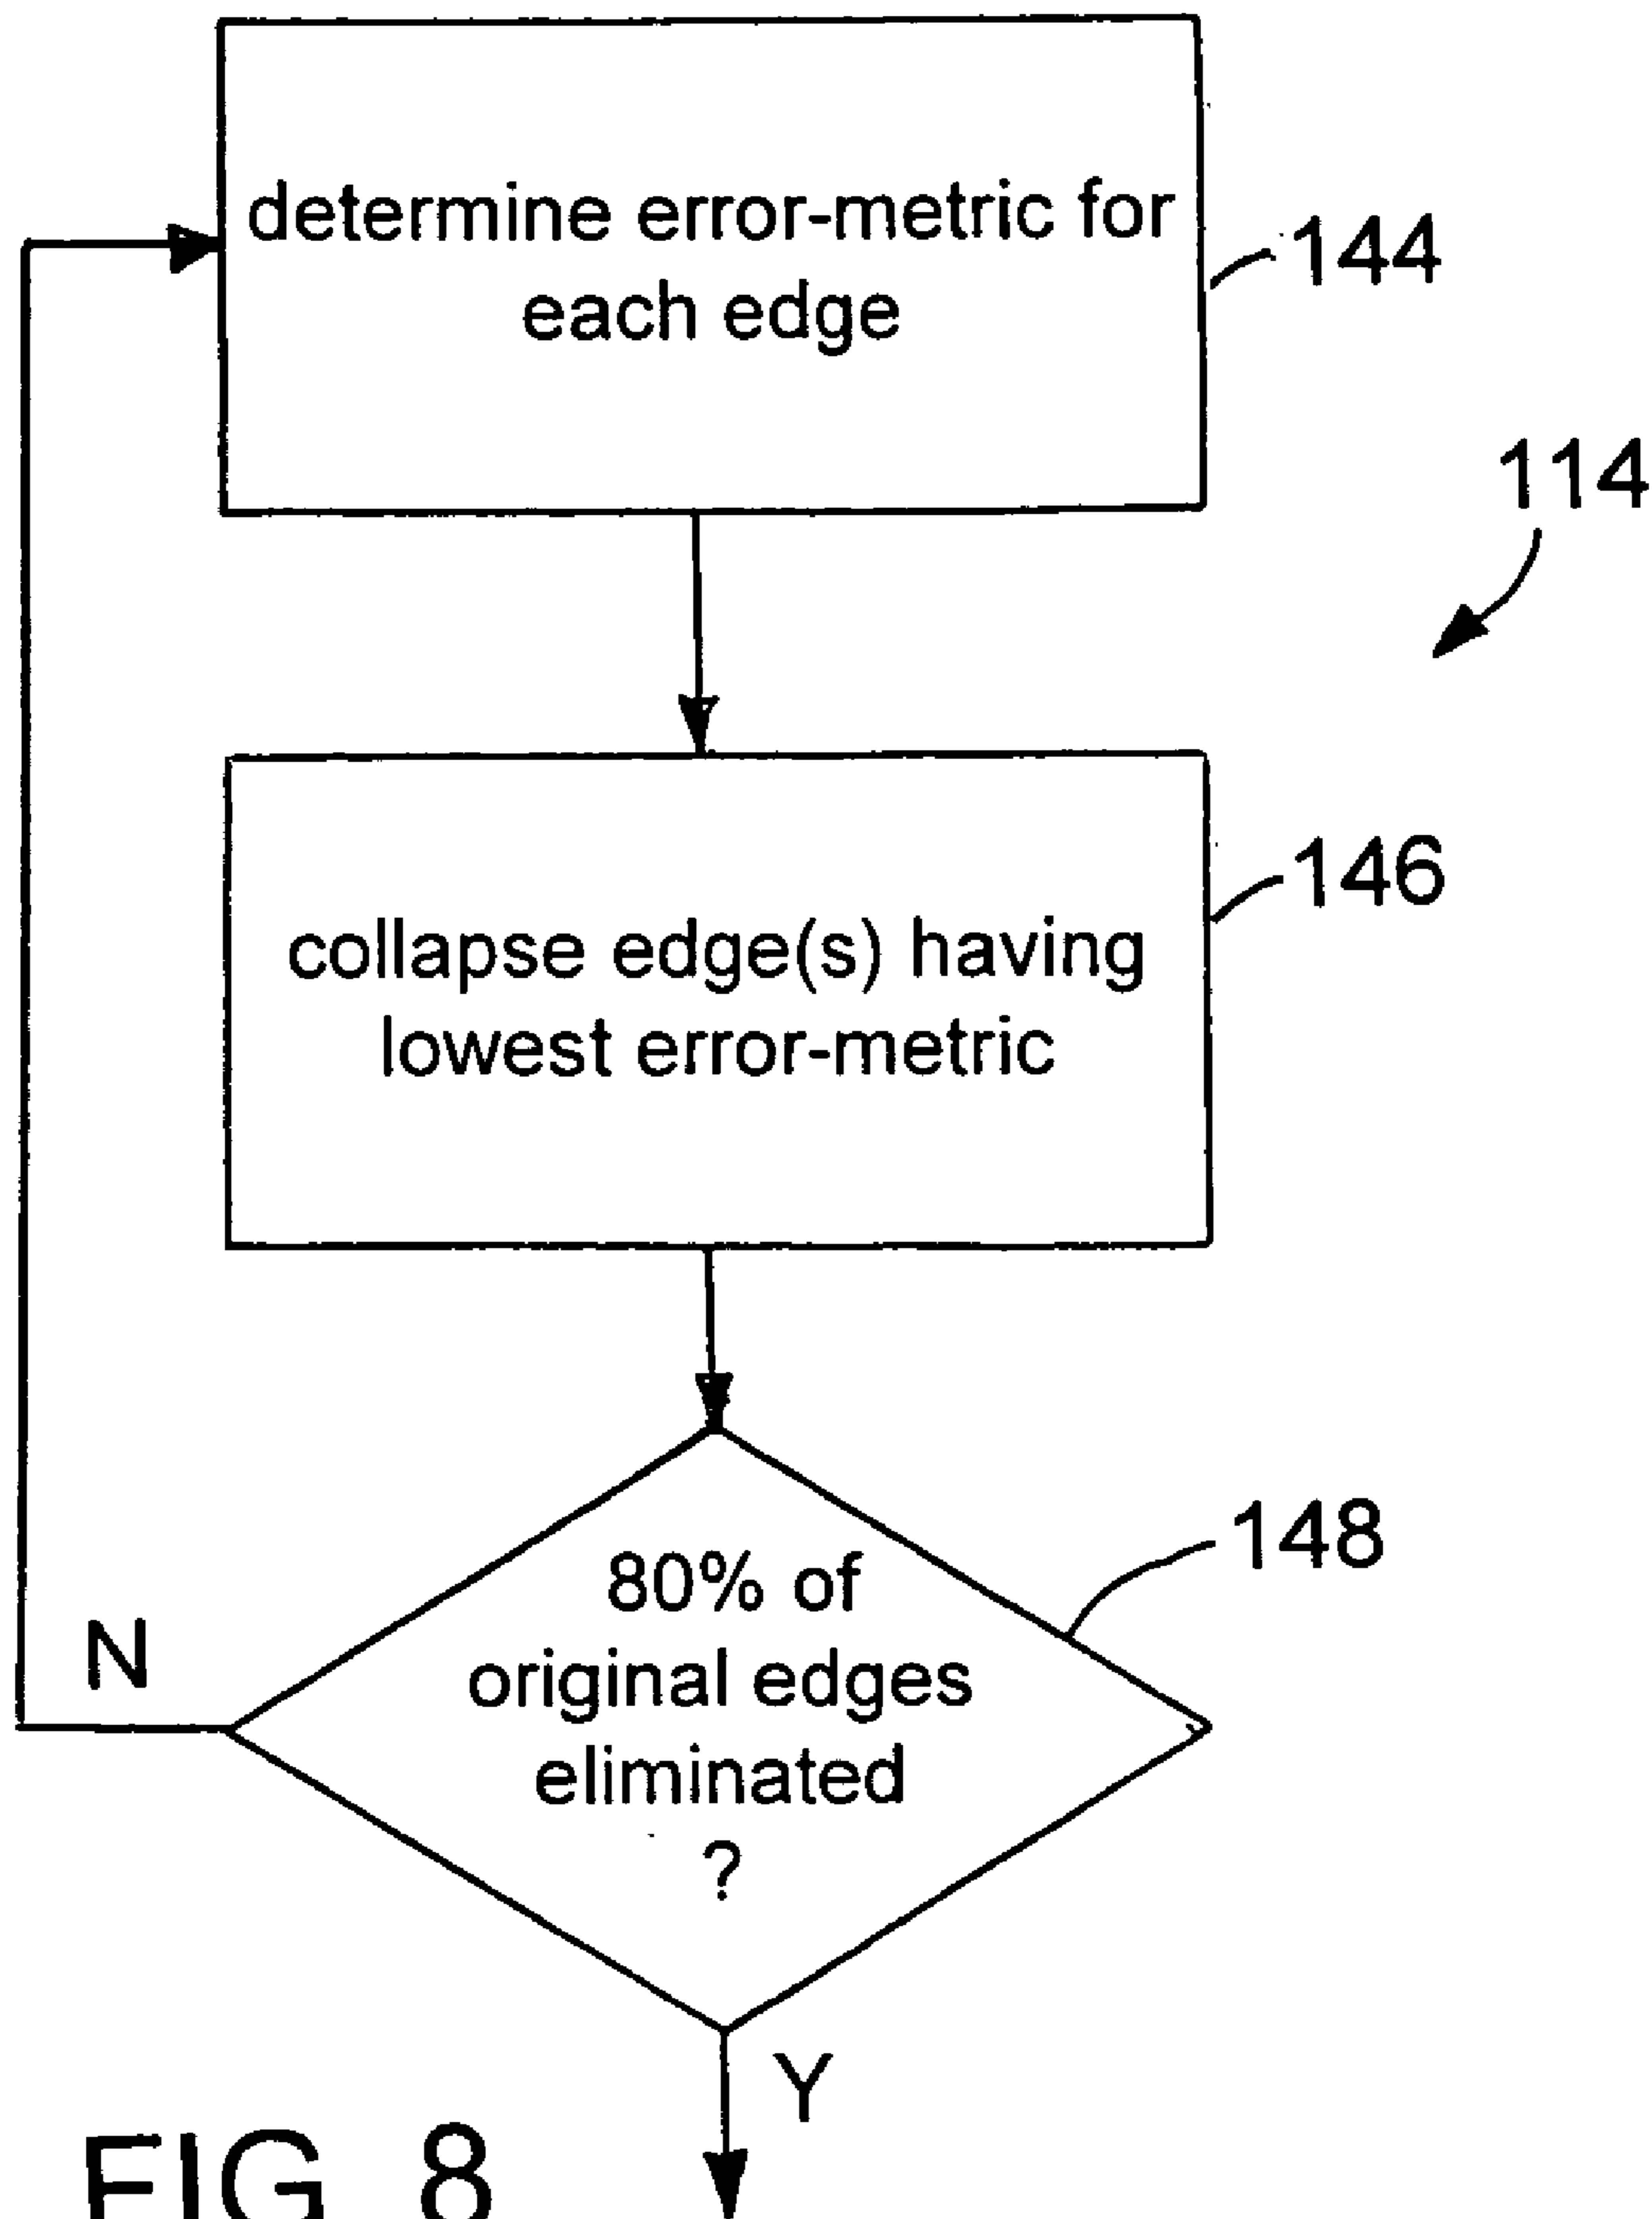 determine error-metric for
each edge
144
114
collapse edge(s) having
lowest error-metric
146
80% of
original edges
eliminated
?
148
N
Y
FIG 8